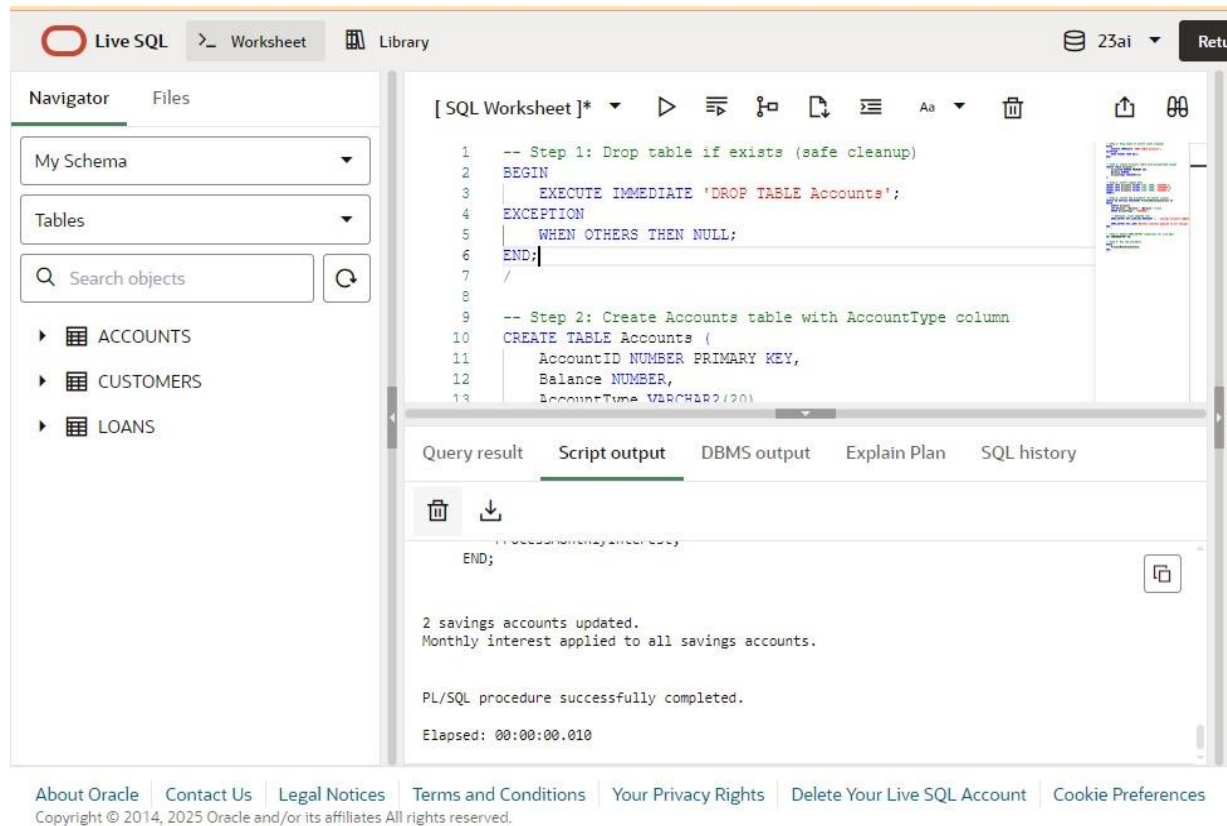 Live SQL >_ Worksheet Library 23ai Retu
Navigator Files
My Schema
Tables
Search objects
ACCOUNTS
CUSTOMERS
LOANS
[ SQL Worksheet ]* Aa
1 -- Step 1: Drop table if exists (safe cleanup)
2 BEGIN
3 EXECUTE IMMEDIATE 'DROP TABLE Accounts';
4 EXCEPTION
5 WHEN OTHERS THEN NULL;
6 END;
7 /
8
9 -- Step 2: Create Accounts table with AccountType column
10 CREATE TABLE Accounts (
11 AccountID NUMBER PRIMARY KEY,
12 Balance NUMBER,
13 AccountType VARCHAR2(20)
Query result Script output DBMS output Explain Plan SQL history
END;
2 savings accounts updated.
Monthly interest applied to all savings accounts.
PL/SQL procedure successfully completed.
Elapsed: 00:00:00.010
About Oracle Contact Us Legal Notices Terms and Conditions Your Privacy Rights Delete Your Live SQL Account Cookie Preferences
Copyright © 2014, 2025 Oracle and/or its affiliates All rights reserved.